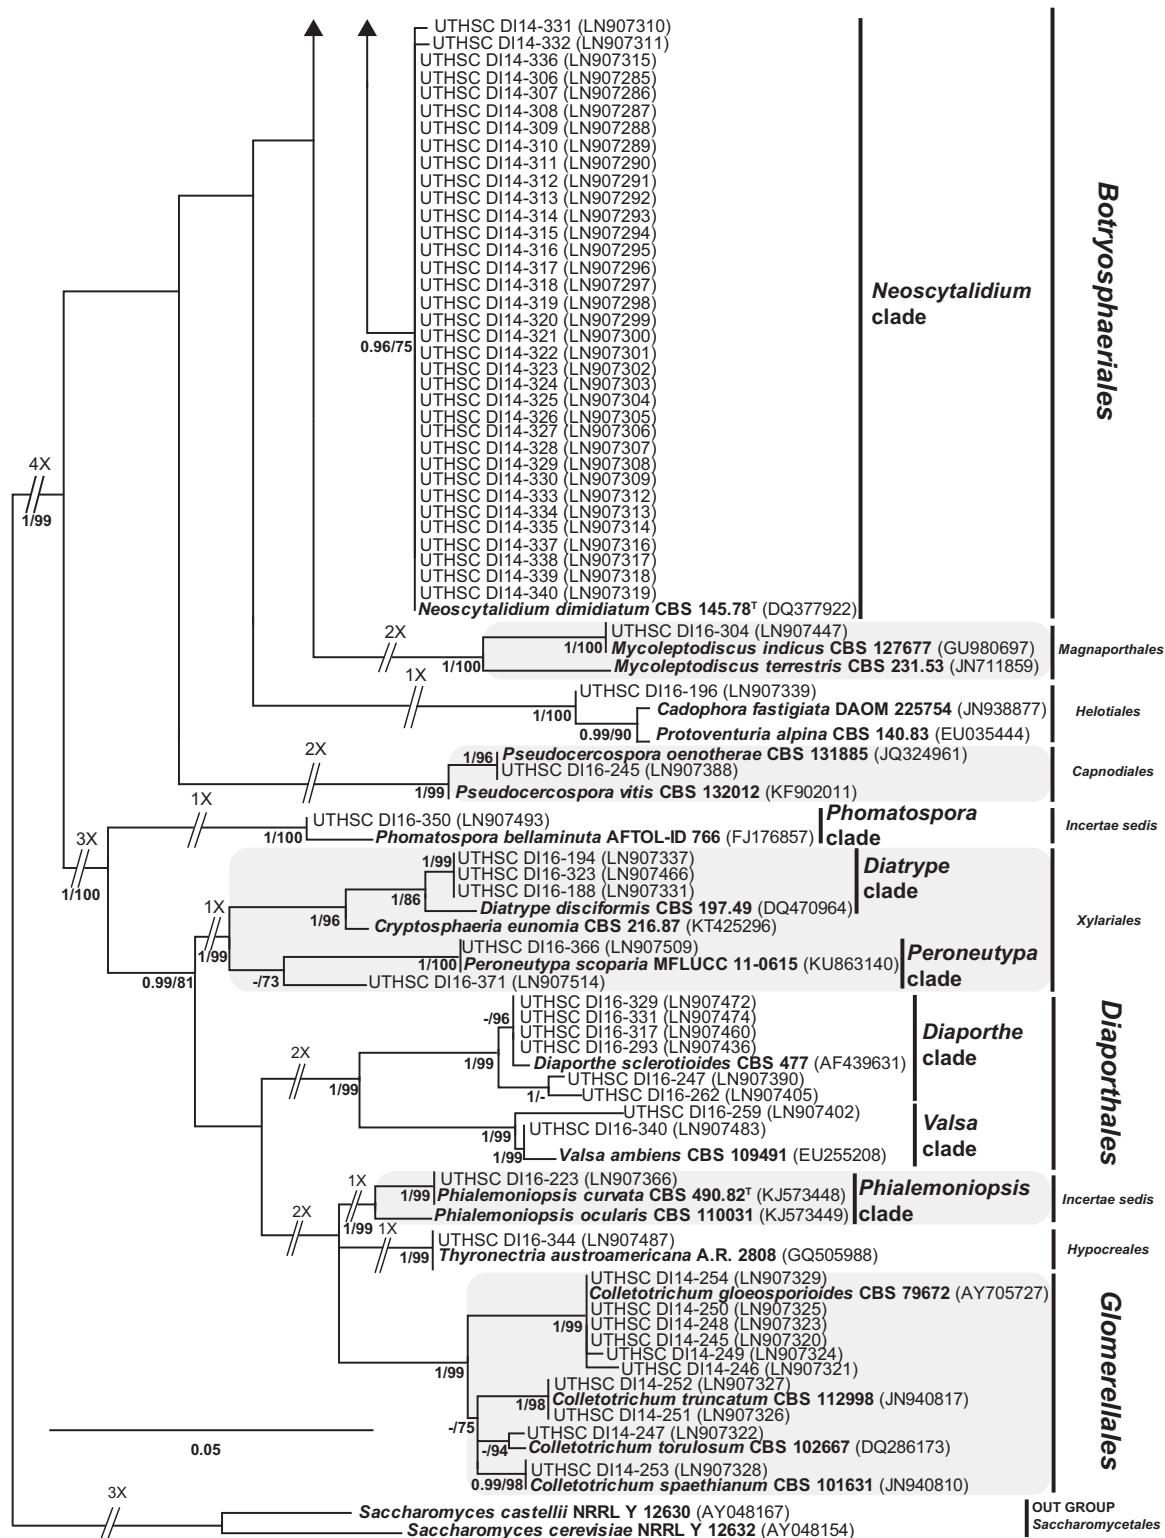 UTHSC DI14-331 (LN907310)
UTHSC DI14-332 (LN907311)
UTHSC DI14-336 (LN907315)
UTHSC DI14-306 (LN907285)
UTHSC DI14-307 (LN907286)
UTHSC DI14-308 (LN907287)
UTHSC DI14-309 (LN907288)
UTHSC DI14-310 (LN907289)
UTHSC DI14-311 (LN907290)
UTHSC DI14-312 (LN907291)
UTHSC DI14-313 (LN907292)
UTHSC DI14-314 (LN907293)
UTHSC DI14-315 (LN907294)
UTHSC DI14-316 (LN907295)
UTHSC DI14-317 (LN907296)
UTHSC DI14-318 (LN907297)
UTHSC DI14-319 (LN907298)
UTHSC DI14-320 (LN907299)
UTHSC DI14-321 (LN907300)
UTHSC DI14-322 (LN907301)
UTHSC DI14-323 (LN907302)
UTHSC DI14-324 (LN907303)
UTHSC DI14-325 (LN907304)
UTHSC DI14-326 (LN907305)
UTHSC DI14-327 (LN907306)
UTHSC DI14-328 (LN907307)
UTHSC DI14-329 (LN907308)
UTHSC DI14-330 (LN907309)
UTHSC DI14-333 (LN907312)
UTHSC DI14-334 (LN907313)
UTHSC DI14-335 (LN907314)
UTHSC DI14-337 (LN907316)
UTHSC DI14-338 (LN907317)
UTHSC DI14-339 (LN907318)
UTHSC DI14-340 (LN907319)
Neoscytalidium dimidiatum CBS 145.78ᵀ (DQ377922)
0.96/75
Neoscytalidium
clade
Botryosphaeriales
4X
1/99
2X
1/100
UTHSC DI16-304 (LN907447)
1/100
Mycoleptodiscus indicus CBS 127677 (GU980697)
Mycoleptodiscus terrestris CBS 231.53 (JN711859)
Magnaporthales
1X
1/100
UTHSC DI16-196 (LN907339)
Cadophora fastigiata DAOM 225754 (JN938877)
0.99/90
Protoventuria alpina CBS 140.83 (EU035444)
Helotiales
2X
1/99
1/96
Pseudocercospora oenotherae CBS 131885 (JQ324961)
UTHSC DI16-245 (LN907388)
Pseudocercospora vitis CBS 132012 (KF902011)
Capnodiales
3X
1/100
1X
1/100
UTHSC DI16-350 (LN907493)
Phomatospora bellaminuta AFTOL-ID 766 (FJ176857)
Phomatospora
clade
Incertae sedis
0.99/81
1X
1/99
1/96
1/86
1/99
UTHSC DI16-194 (LN907337)
UTHSC DI16-323 (LN907466)
UTHSC DI16-188 (LN907331)
Diatrype disciformis CBS 197.49 (DQ470964)
Cryptosphaeria eunomia CBS 216.87 (KT425296)
Diatrype
clade
Xylariales
-/73
1/100
UTHSC DI16-366 (LN907509)
Peroneutypa scoparia MFLUCC 11-0615 (KU863140)
UTHSC DI16-371 (LN907514)
Peroneutypa
clade
2X
1/99
1/99
-/96
UTHSC DI16-329 (LN907472)
UTHSC DI16-331 (LN907474)
UTHSC DI16-317 (LN907460)
UTHSC DI16-293 (LN907436)
Diaporthe sclerotioides CBS 477 (AF439631)
1/-
UTHSC DI16-247 (LN907390)
UTHSC DI16-262 (LN907405)
Diaporthe
clade
Diaporthales
UTHSC DI16-259 (LN907402)
1/99
UTHSC DI16-340 (LN907483)
1/99
Valsa ambiens CBS 109491 (EU255208)
Valsa
clade
2X
1X
1/99
UTHSC DI16-223 (LN907366)
1/99
Phialemoniopsis curvata CBS 490.82ᵀ (KJ573448)
Phialemoniopsis ocularis CBS 110031 (KJ573449)
Phialemoniopsis
clade
Incertae sedis
1X
UTHSC DI16-344 (LN907487)
1/99
Thyronectria austroamericana A.R. 2808 (GQ505988)
Hypocreales
1/99
1/99
UTHSC DI14-254 (LN907329)
Colletotrichum gloeosporioides CBS 79672 (AY705727)
UTHSC DI14-250 (LN907325)
UTHSC DI14-248 (LN907323)
UTHSC DI14-245 (LN907320)
UTHSC DI14-249 (LN907324)
UTHSC DI14-246 (LN907321)
-/75
UTHSC DI14-252 (LN907327)
1/98
Colletotrichum truncatum CBS 112998 (JN940817)
UTHSC DI14-251 (LN907326)
UTHSC DI14-247 (LN907322)
-/94
Colletotrichum torulosum CBS 102667 (DQ286173)
UTHSC DI14-253 (LN907328)
0.99/98
Colletotrichum spaethianum CBS 101631 (JN940810)
Glomerellales
0.05
3X
Saccharomyces castellii NRRL Y 12630 (AY048167)
Saccharomyces cerevisiae NRRL Y 12632 (AY048154)
OUT GROUP
Saccharomycetales